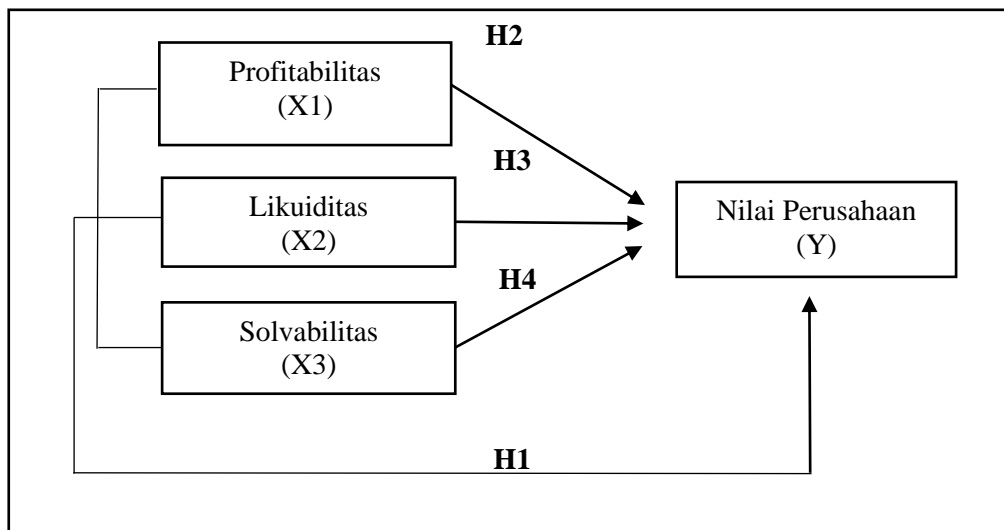 H2
Profitabilitas
(X1)
H3
Likuiditas
(X2)
Nilai Perusahaan
(Y)
H4
Solvabilitas
(X3)
H1